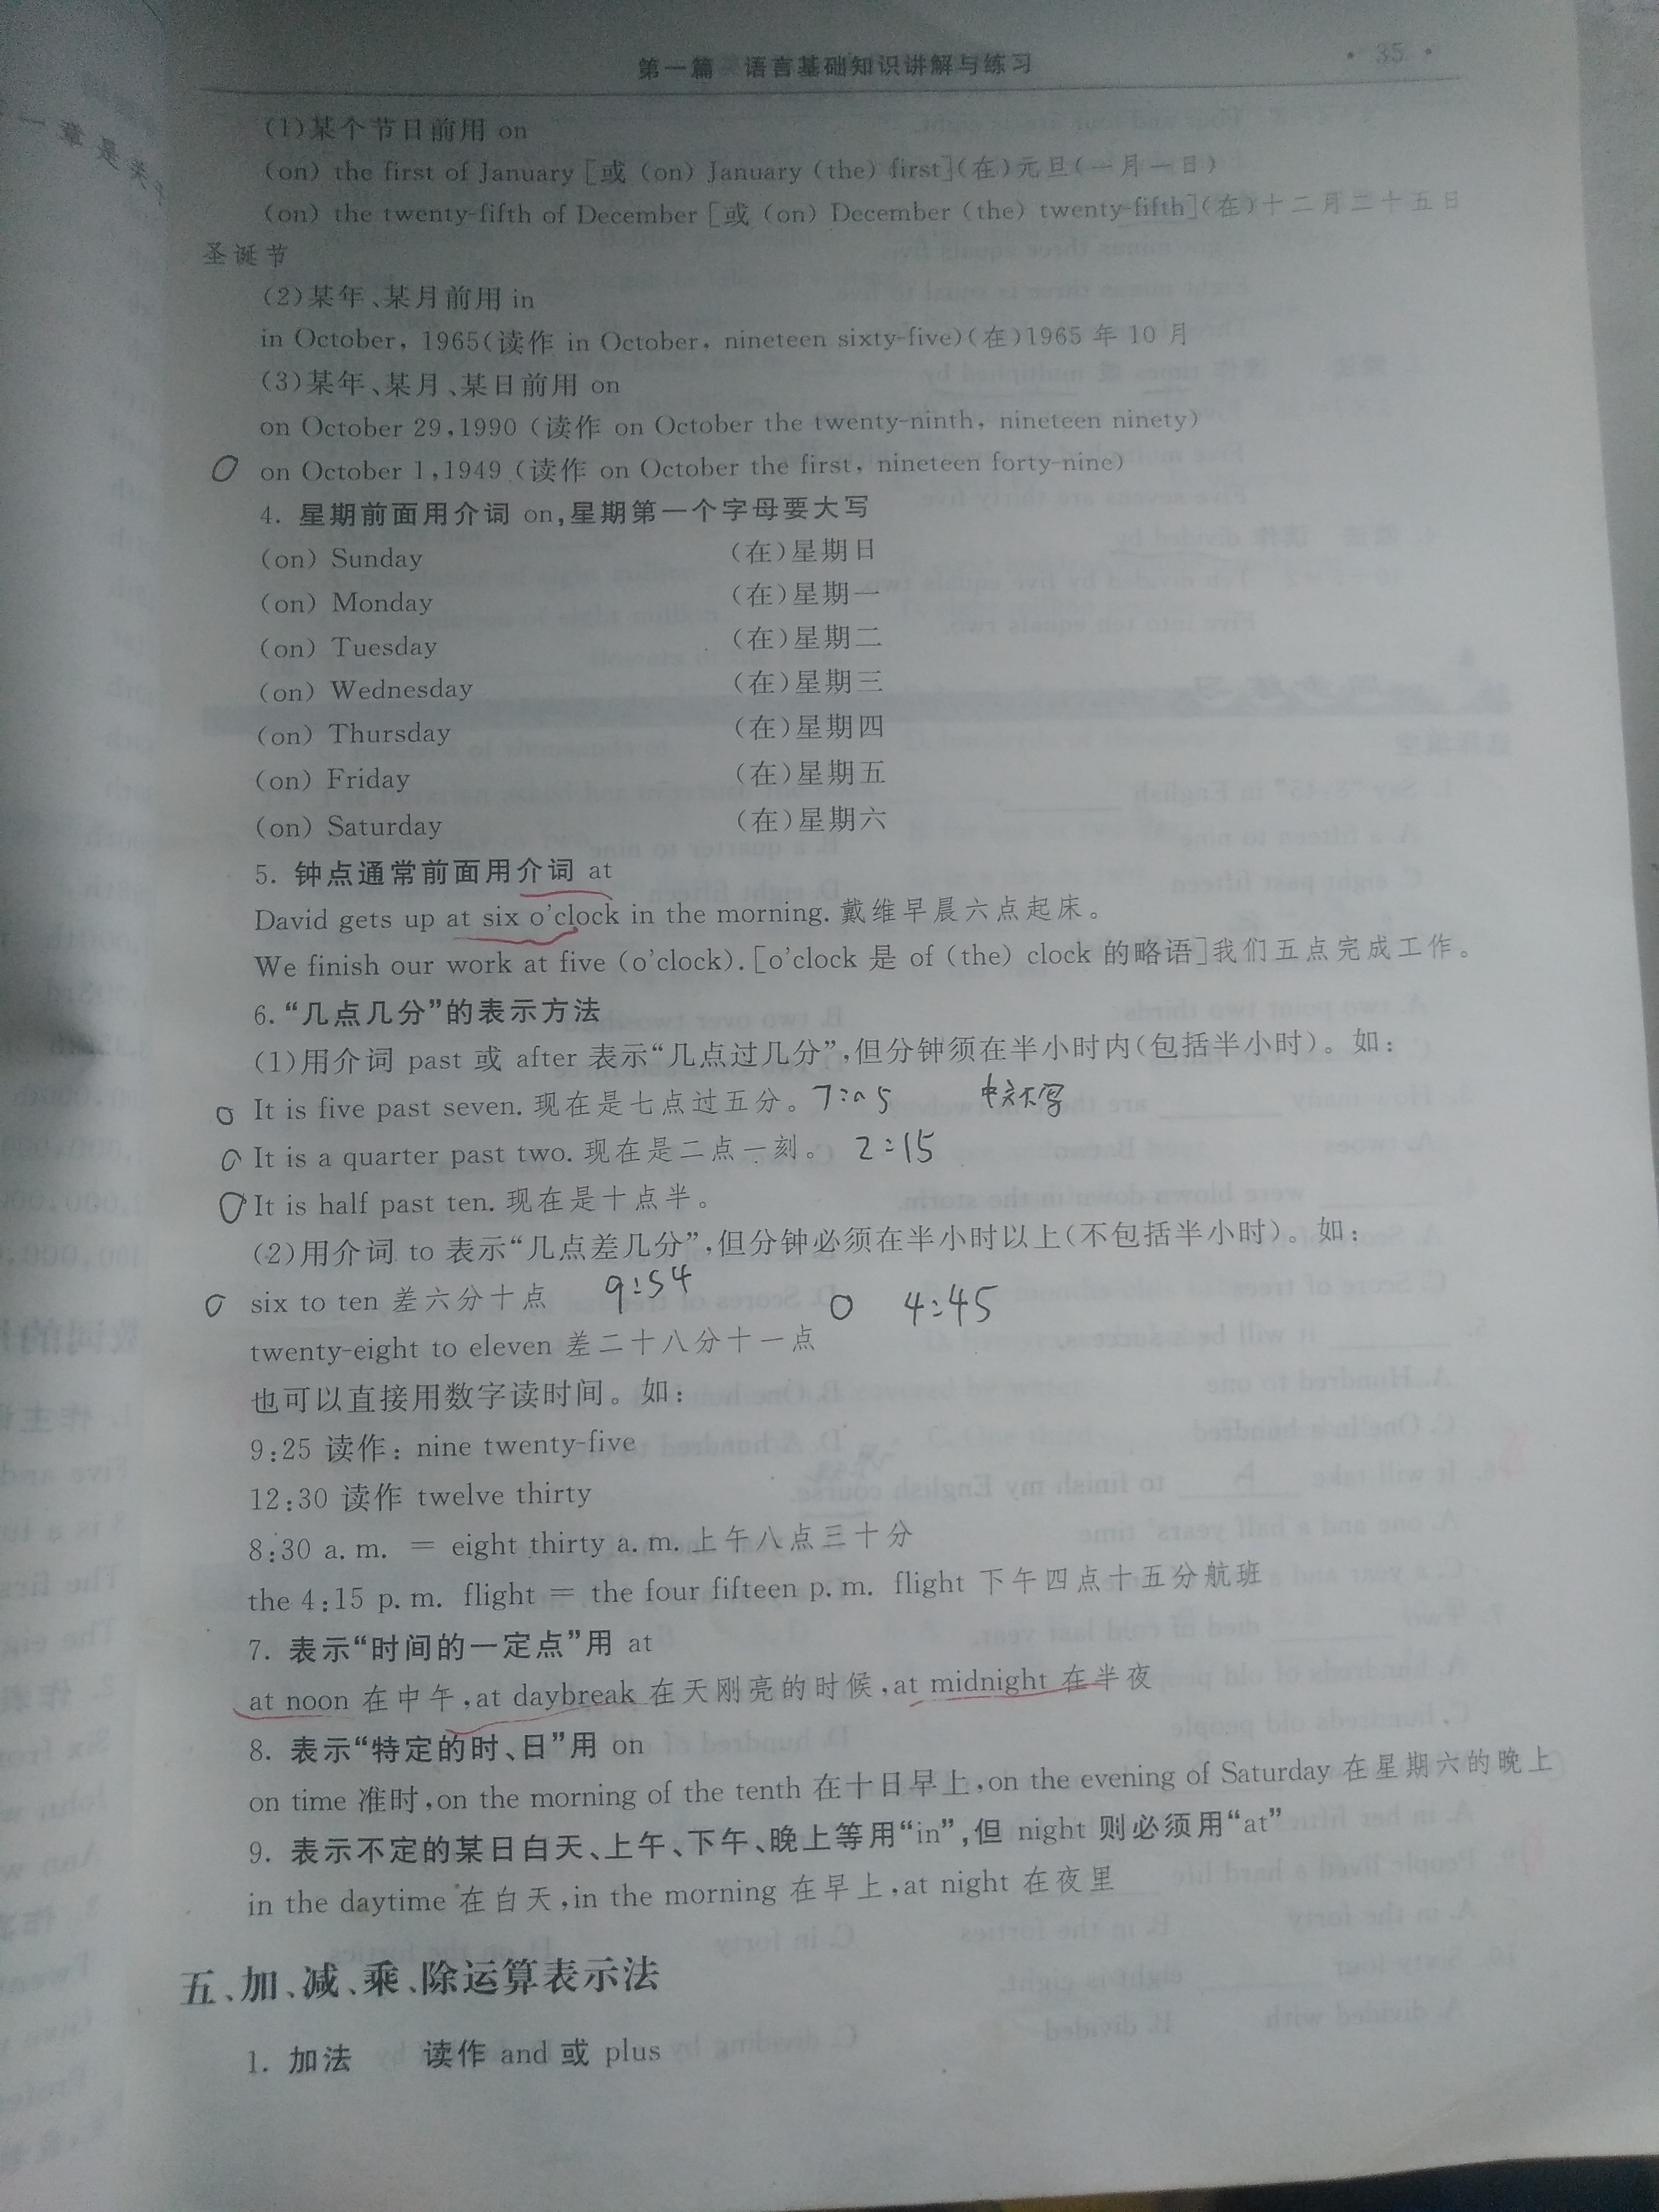 第一篇 语言基础知识讲解与练习 · 35 ·
(1)某个节日前用 on
(on) the first of January [或 (on) January (the) first](在)元旦(一月一日)
(on) the twenty-fifth of December [或 (on) December (the) twenty-fifth](在)十二月二十五日
圣诞节
(2)某年、某月前用 in
in October, 1965(读作 in October, nineteen sixty-five)(在)1965 年 10 月
(3)某年、某月、某日前用 on
on October 29,1990 (读作 on October the twenty-ninth, nineteen ninety)
on October 1,1949 (读作 on October the first, nineteen forty-nine)
4. 星期前面用介词 on,星期第一个字母要大写
(on) Sunday (在)星期日
(on) Monday (在)星期一
(on) Tuesday (在)星期二
(on) Wednesday (在)星期三
(on) Thursday (在)星期四
(on) Friday (在)星期五
(on) Saturday (在)星期六
5. 钟点通常前面用介词 at
David gets up at six o'clock in the morning. 戴维早晨六点起床。
We finish our work at five (o'clock). [o'clock 是 of (the) clock 的略语]我们五点完成工作。
6. “几点几分”的表示方法
(1)用介词 past 或 after 表示“几点过几分”,但分钟须在半小时内(包括半小时)。如:
It is five past seven. 现在是七点过五分。 7:05 中文不写
It is a quarter past two. 现在是二点一刻。 2:15
It is half past ten. 现在是十点半。
(2)用介词 to 表示“几点差几分”,但分钟必须在半小时以上(不包括半小时)。如:
six to ten 差六分十点 9:54 4:45
twenty-eight to eleven 差二十八分十一点
也可以直接用数字读时间。如:
9:25 读作: nine twenty-five
12:30 读作 twelve thirty
8:30 a. m. = eight thirty a. m. 上午八点三十分
the 4:15 p. m. flight = the four fifteen p. m. flight 下午四点十五分航班
7. 表示“时间的一定点”用 at
at noon 在中午,at daybreak 在天刚亮的时候,at midnight 在半夜
8. 表示“特定的时、日”用 on
on time 准时,on the morning of the tenth 在十日早上,on the evening of Saturday 在星期六的晚上
9. 表示不定的某日白天、上午、下午、晚上等用“in”,但 night 则必须用“at”
in the daytime 在白天,in the morning 在早上,at night 在夜里
五、加、减、乘、除运算表示法
1. 加法 读作 and 或 plus